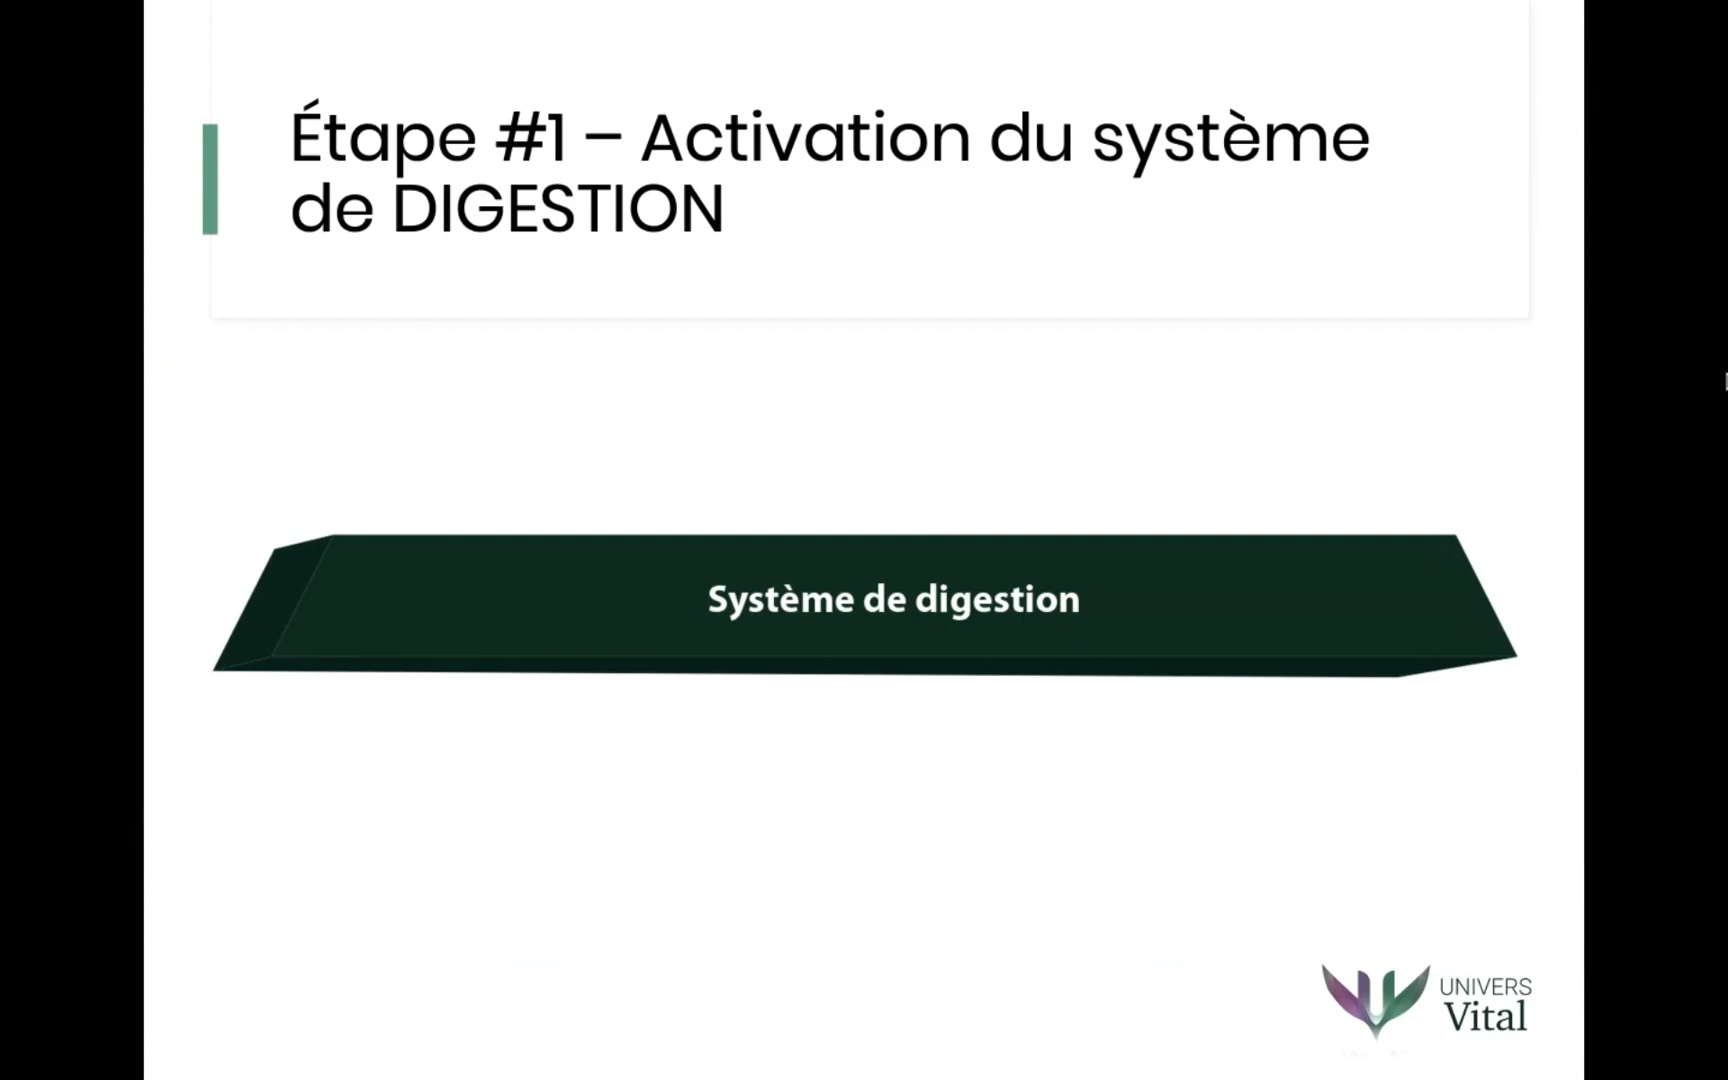 Étape #1 – Activation du système
de DIGESTION
Système de digestion
UNIVERS
Vital